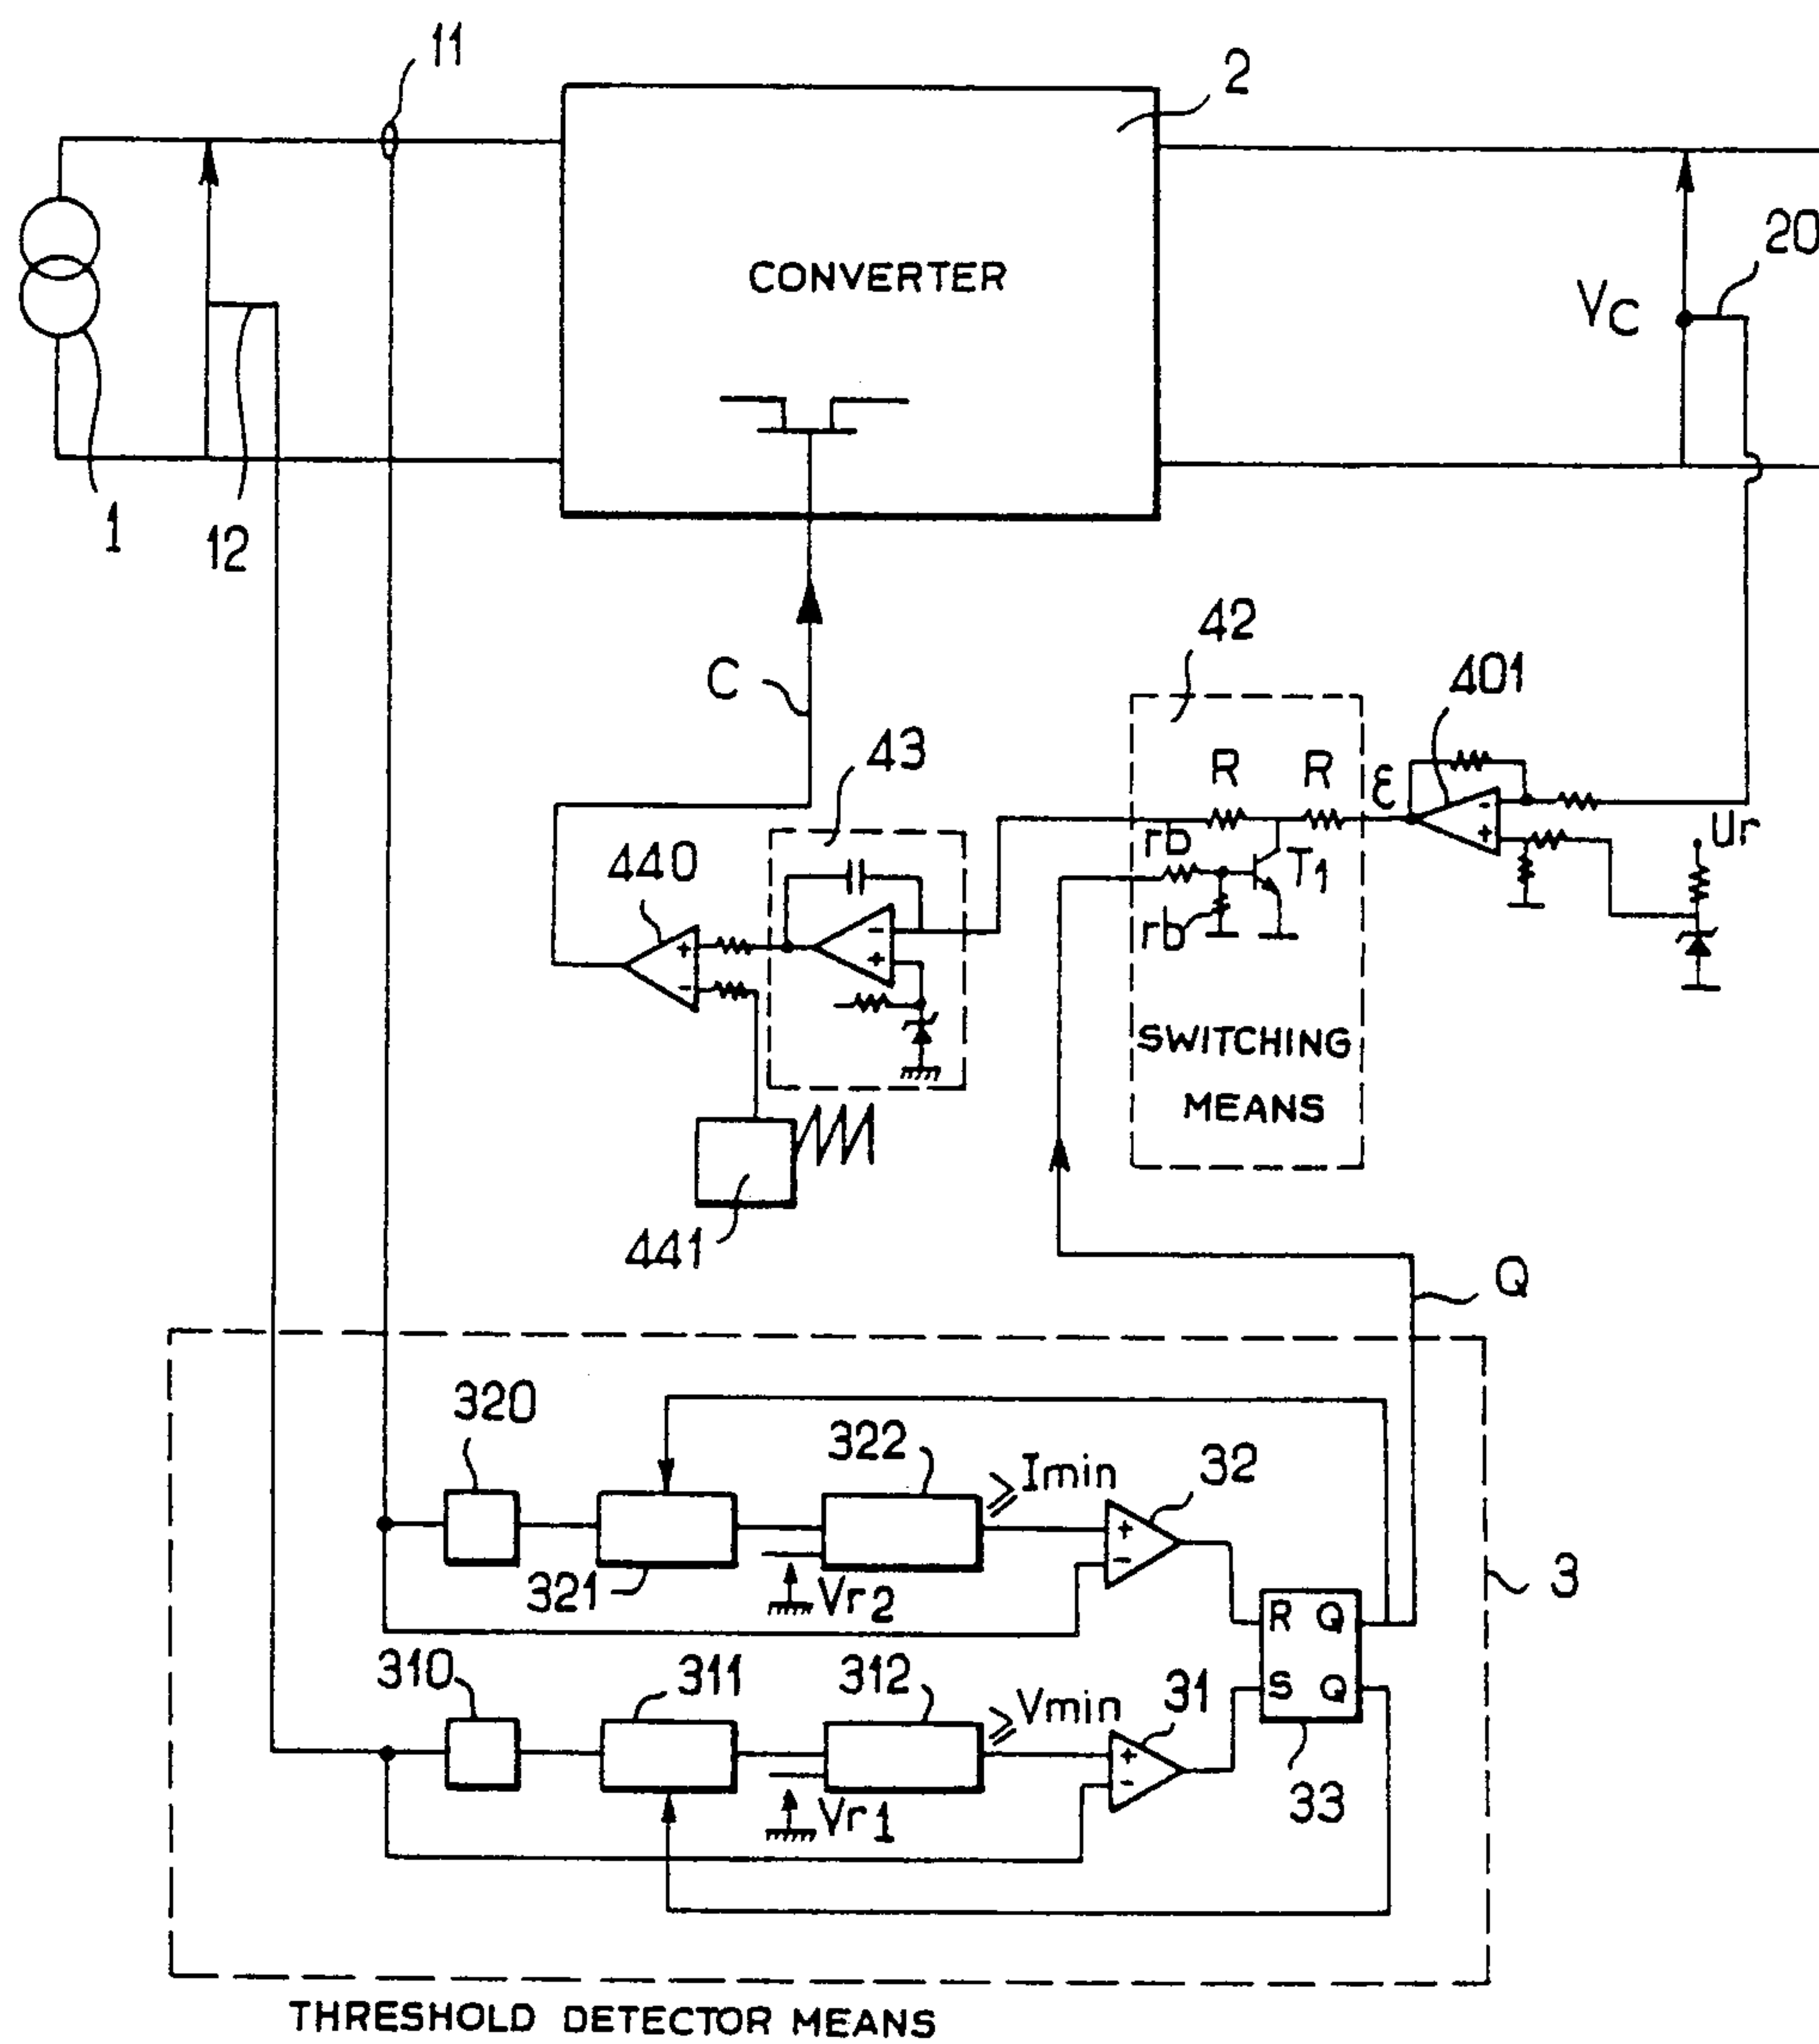 11
2
20
CONVERTER
VC
1
12
42
401
C
43
R
R
ε
Ur
440
rb
T1
rb
SWITCHING
MEANS
441
Q
320
322
≥Imin
32
321
Vr2
3
R Q
310
311
312
≥Vmin
31
S Q
Vr1
33
THRESHOLD DETECTOR MEANS